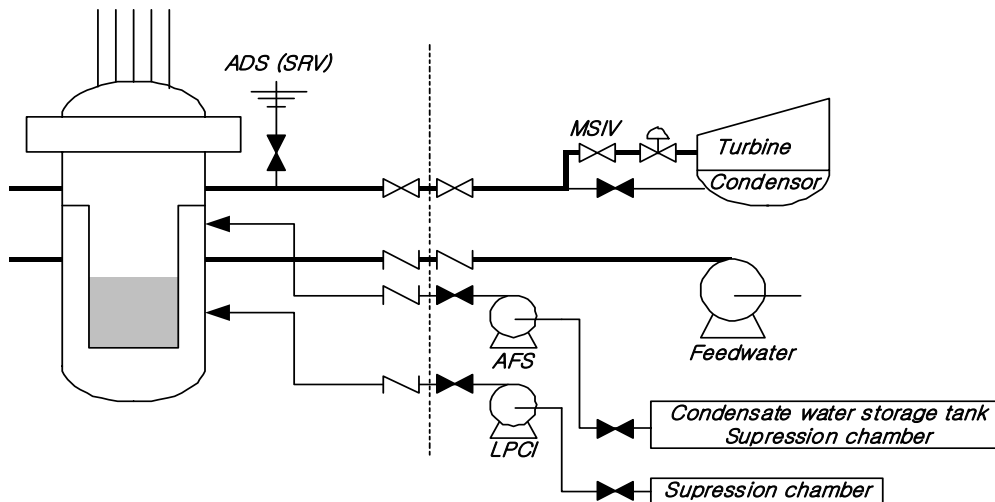 ADS (SRV)
MSIV
Turbine
Condensor
AFS
Feedwater
LPCI
Condensate water storage tank
Supression chamber
Supression chamber